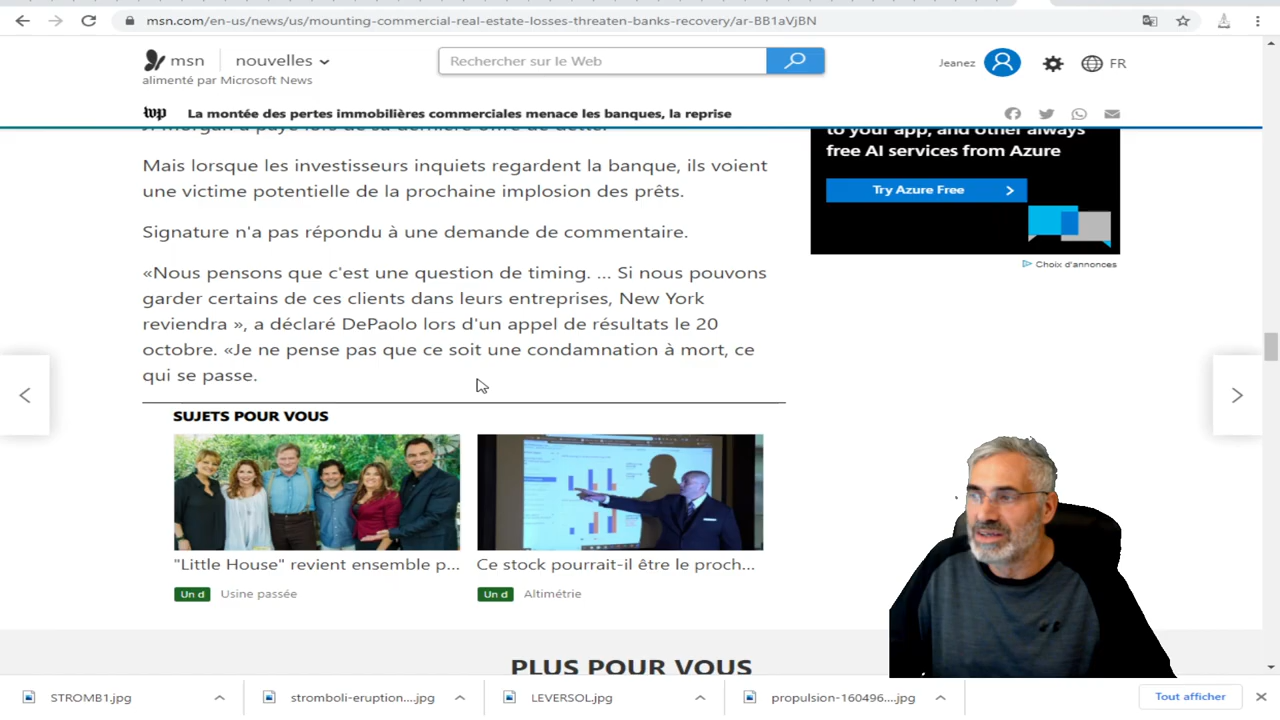 msn.com/en-us/news/us/mounting-commercial-real-estate-losses-threaten-banks-recovery/ar-BB1aVjBN
msn nouvelles
alimenté par Microsoft News
Rechercher sur le Web
Jeanez
FR
wp La montée des pertes immobilières commerciales menace les banques, la reprise
Mais lorsque les investisseurs inquiets regardent la banque, ils voient
une victime potentielle de la prochaine implosion des prêts.
Signature n'a pas répondu à une demande de commentaire.
«Nous pensons que c'est une question de timing. ... Si nous pouvons
garder certains de ces clients dans leurs entreprises, New York
reviendra », a déclaré DePaolo lors d'un appel de résultats le 20
octobre. «Je ne pense pas que ce soit une condamnation à mort, ce
qui se passe.
to your app, and other always
free AI services from Azure
Try Azure Free
Choix d'annonces
SUJETS POUR VOUS
"Little House" revient ensemble p...
Un d Usine passée
Ce stock pourrait-il être le proch...
Un d Altimétrie
PLUS POUR VOUS
STROMB1.jpg
stromboli-eruption....jpg
LEVERSOL.jpg
propulsion-160496....jpg
Tout afficher